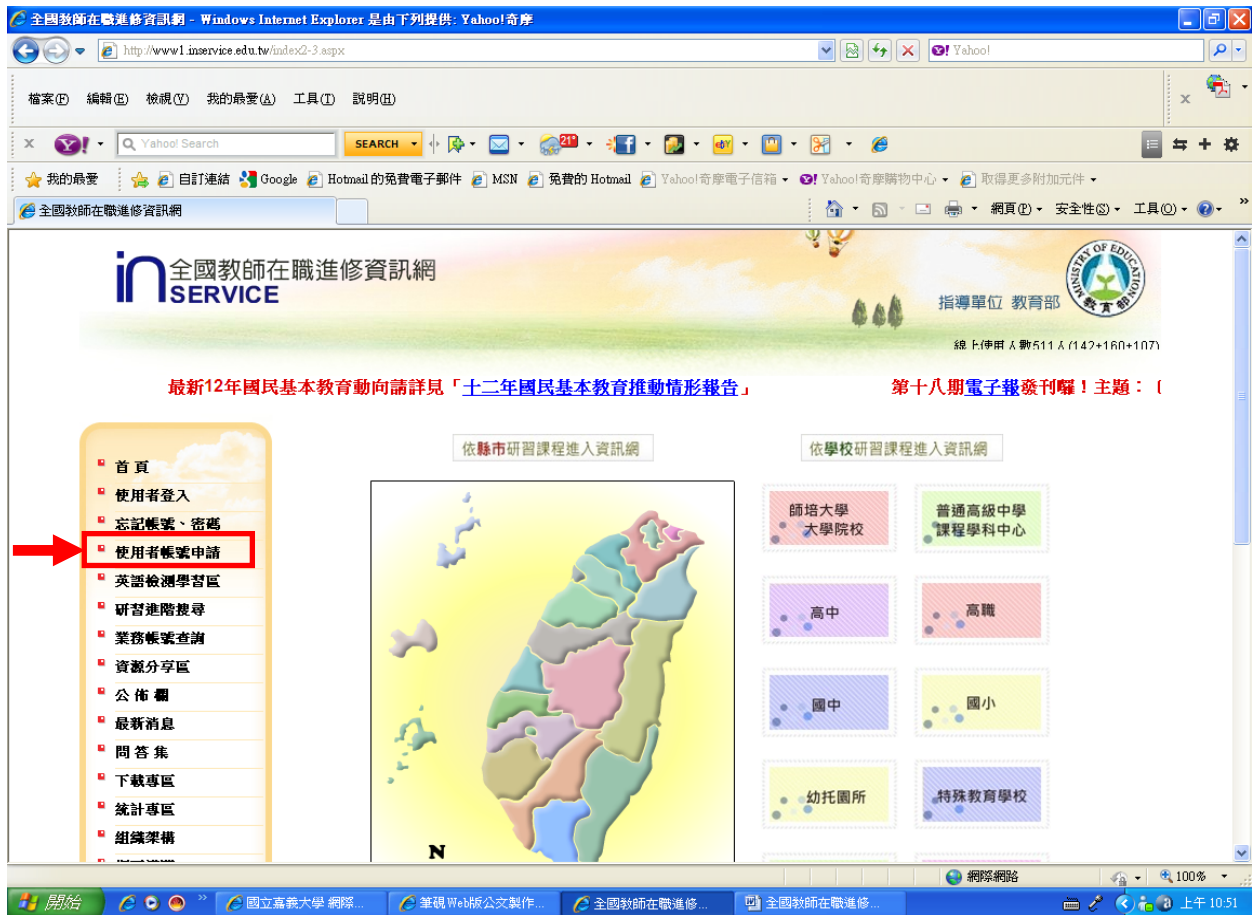 全國教師在職進修資訊網 - Windows Internet Explorer 是由下列提供: Yahoo!奇摩
http://www1.inservice.edu.tw/index2-3.aspx
Yahoo!
檔案(F) 編輯(E) 檢視(V) 我的最愛(A) 工具(T) 說明(H)
x
x Y! Yahoo! Search SEARCH 21°
我的最愛 自訂連結 Google Hotmail 的免費電子郵件 MSN 免費的 Hotmail Yahoo!奇摩電子信箱 Yahoo!奇摩購物中心 取得更多附加元件
全國教師在職進修資訊網
網頁(P) 安全性(S) 工具(O) »
in 全國教師在職進修資訊網
SERVICE
指導單位 教育部
MINISTRY OF EDUCATION
教育部
線上使用人數511人(142+160+107)
最新12年國民基本教育動向請詳見「十二年國民基本教育推動情形報告」
第十八期電子報發刊囉！主題：
首 頁
使用者登入
忘記帳號、密碼
使用者帳號申請
英語檢測學習區
研習進階搜尋
業務帳號查詢
資源分享區
公 佈 欄
最新消息
問 答 集
下載專區
統計專區
組織架構
依縣市研習課程進入資訊網
N
依學校研習課程進入資訊網
師培大學
大學院校
普通高級中學
課程學科中心
高中
高職
國中
國小
幼托園所
特殊教育學校
網際網路
100%
開始
國立嘉義大學 網際...
筆硯 Web版公文製作...
全國教師在職進修...
全國教師在職進修...
上午 10:51